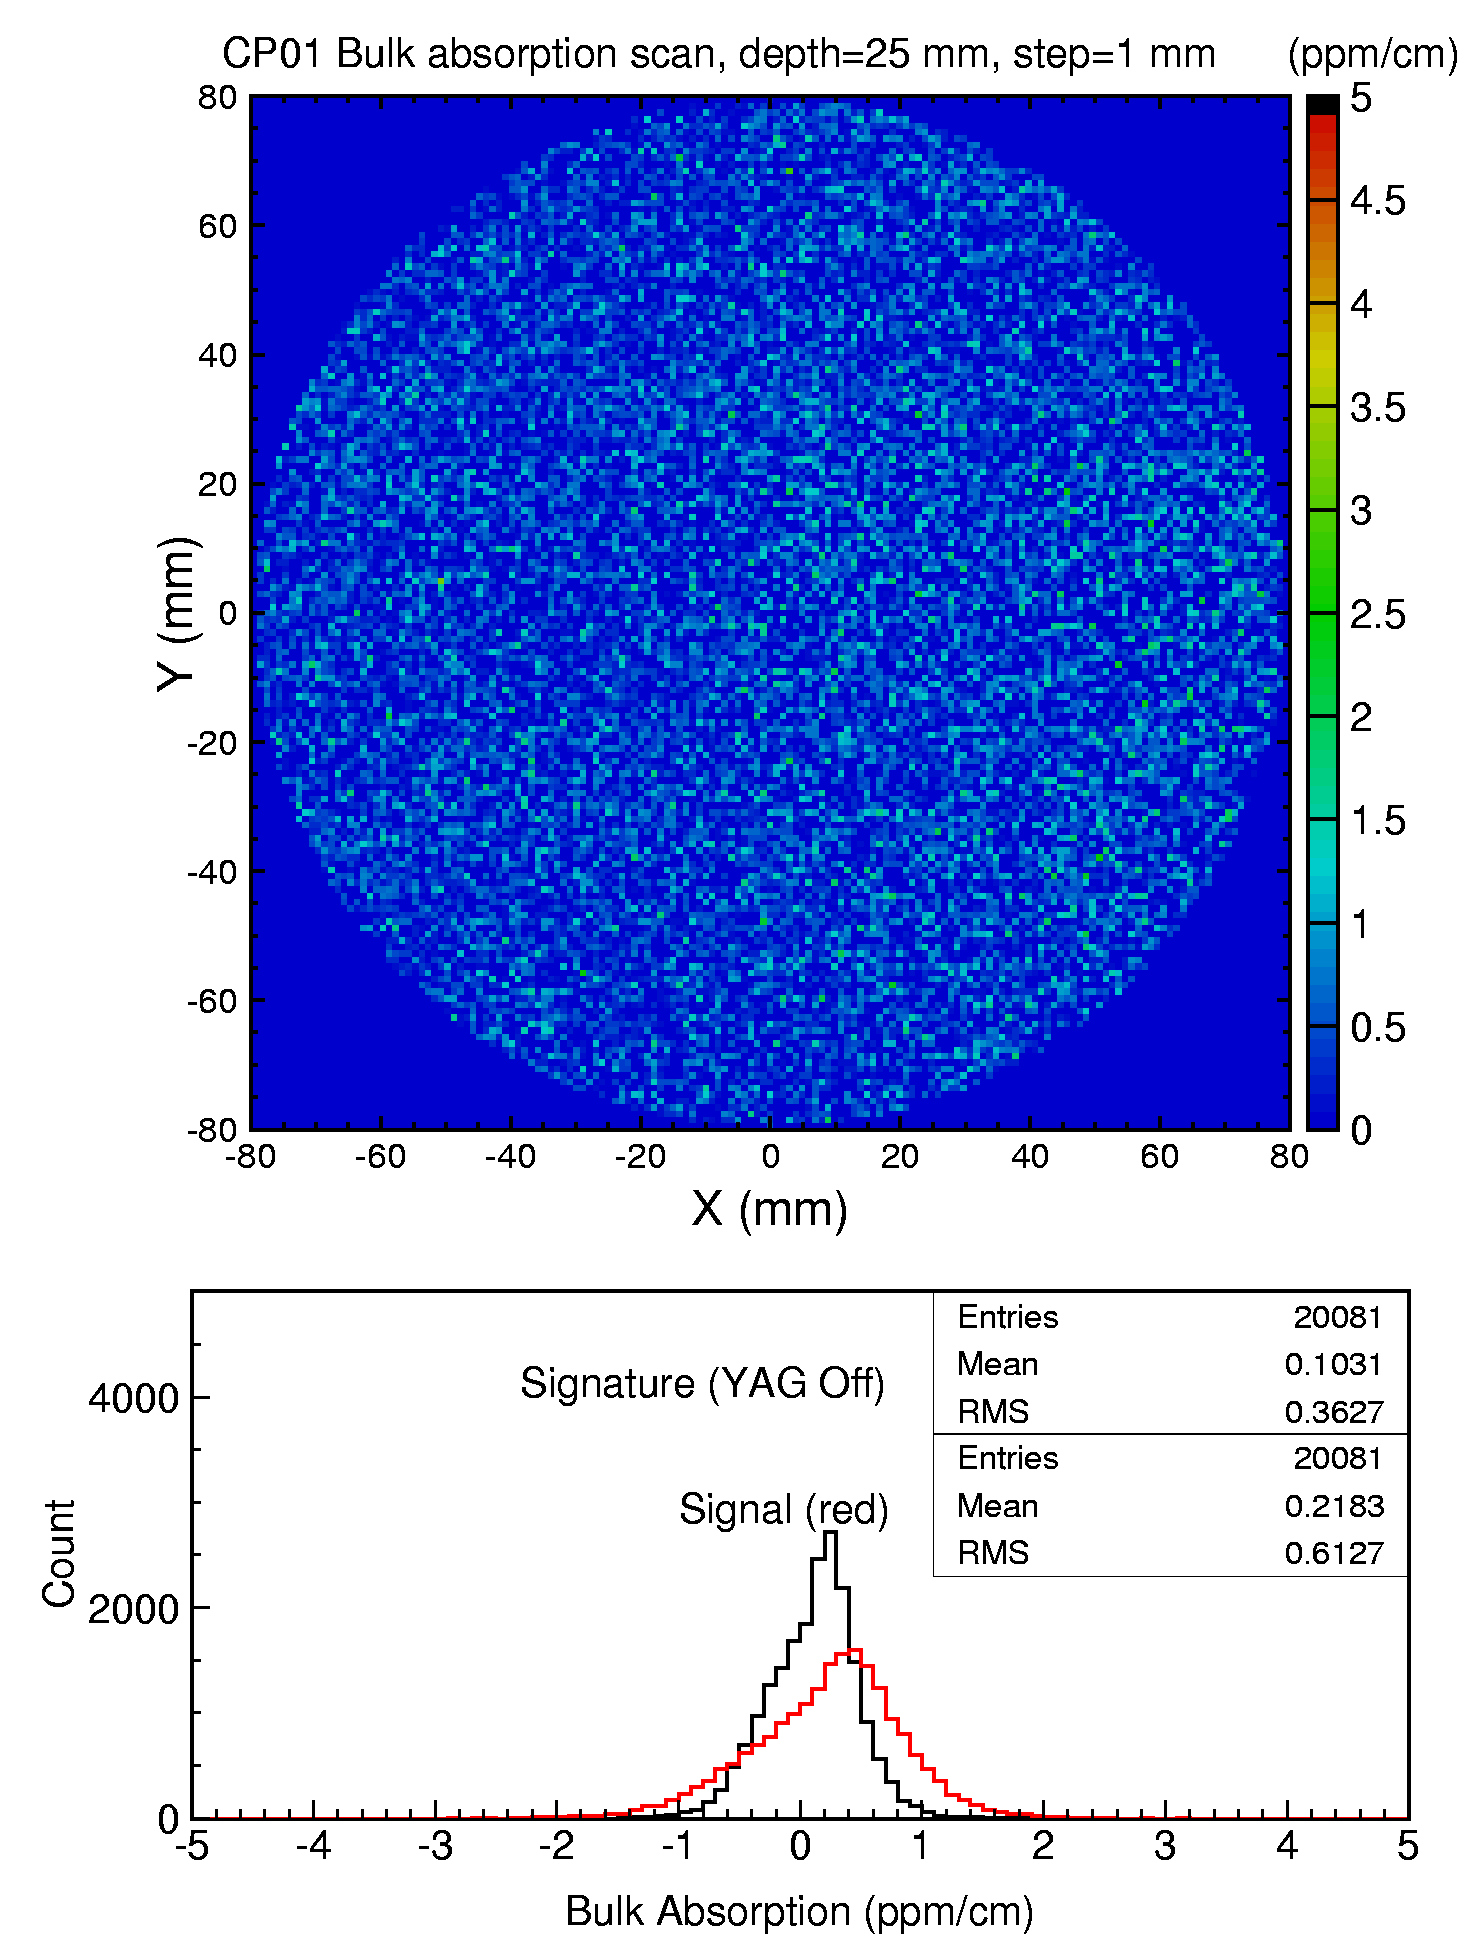 CP01 Bulk absorption scan, depth=25 mm, step=1 mm (ppm/cm)
80
60
40
20
0
-20
-40
-60
-80
Y (mm)
-80 -60 -40 -20 0 20 40 60 80
X (mm)
5
4.5
4
3.5
3
2.5
2
1.5
1
0.5
0
Entries 20081
Mean 0.1031
RMS 0.3627
Entries 20081
Mean 0.2183
RMS 0.6127
Signature (YAG Off)
Signal (red)
4000
2000
0
Count
-5 -4 -3 -2 -1 0 1 2 3 4 5
Bulk Absorption (ppm/cm)